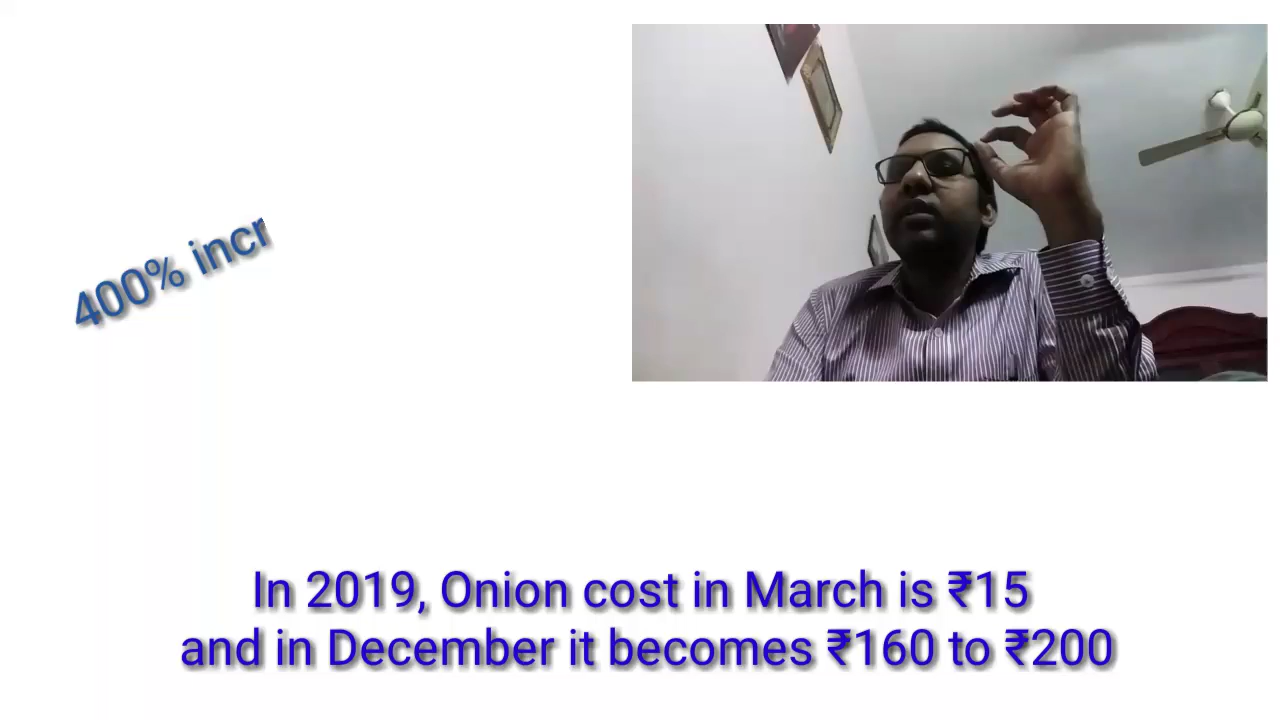 400% incr
In 2019, Onion cost in March is ₹15
and in December it becomes ₹160 to ₹200